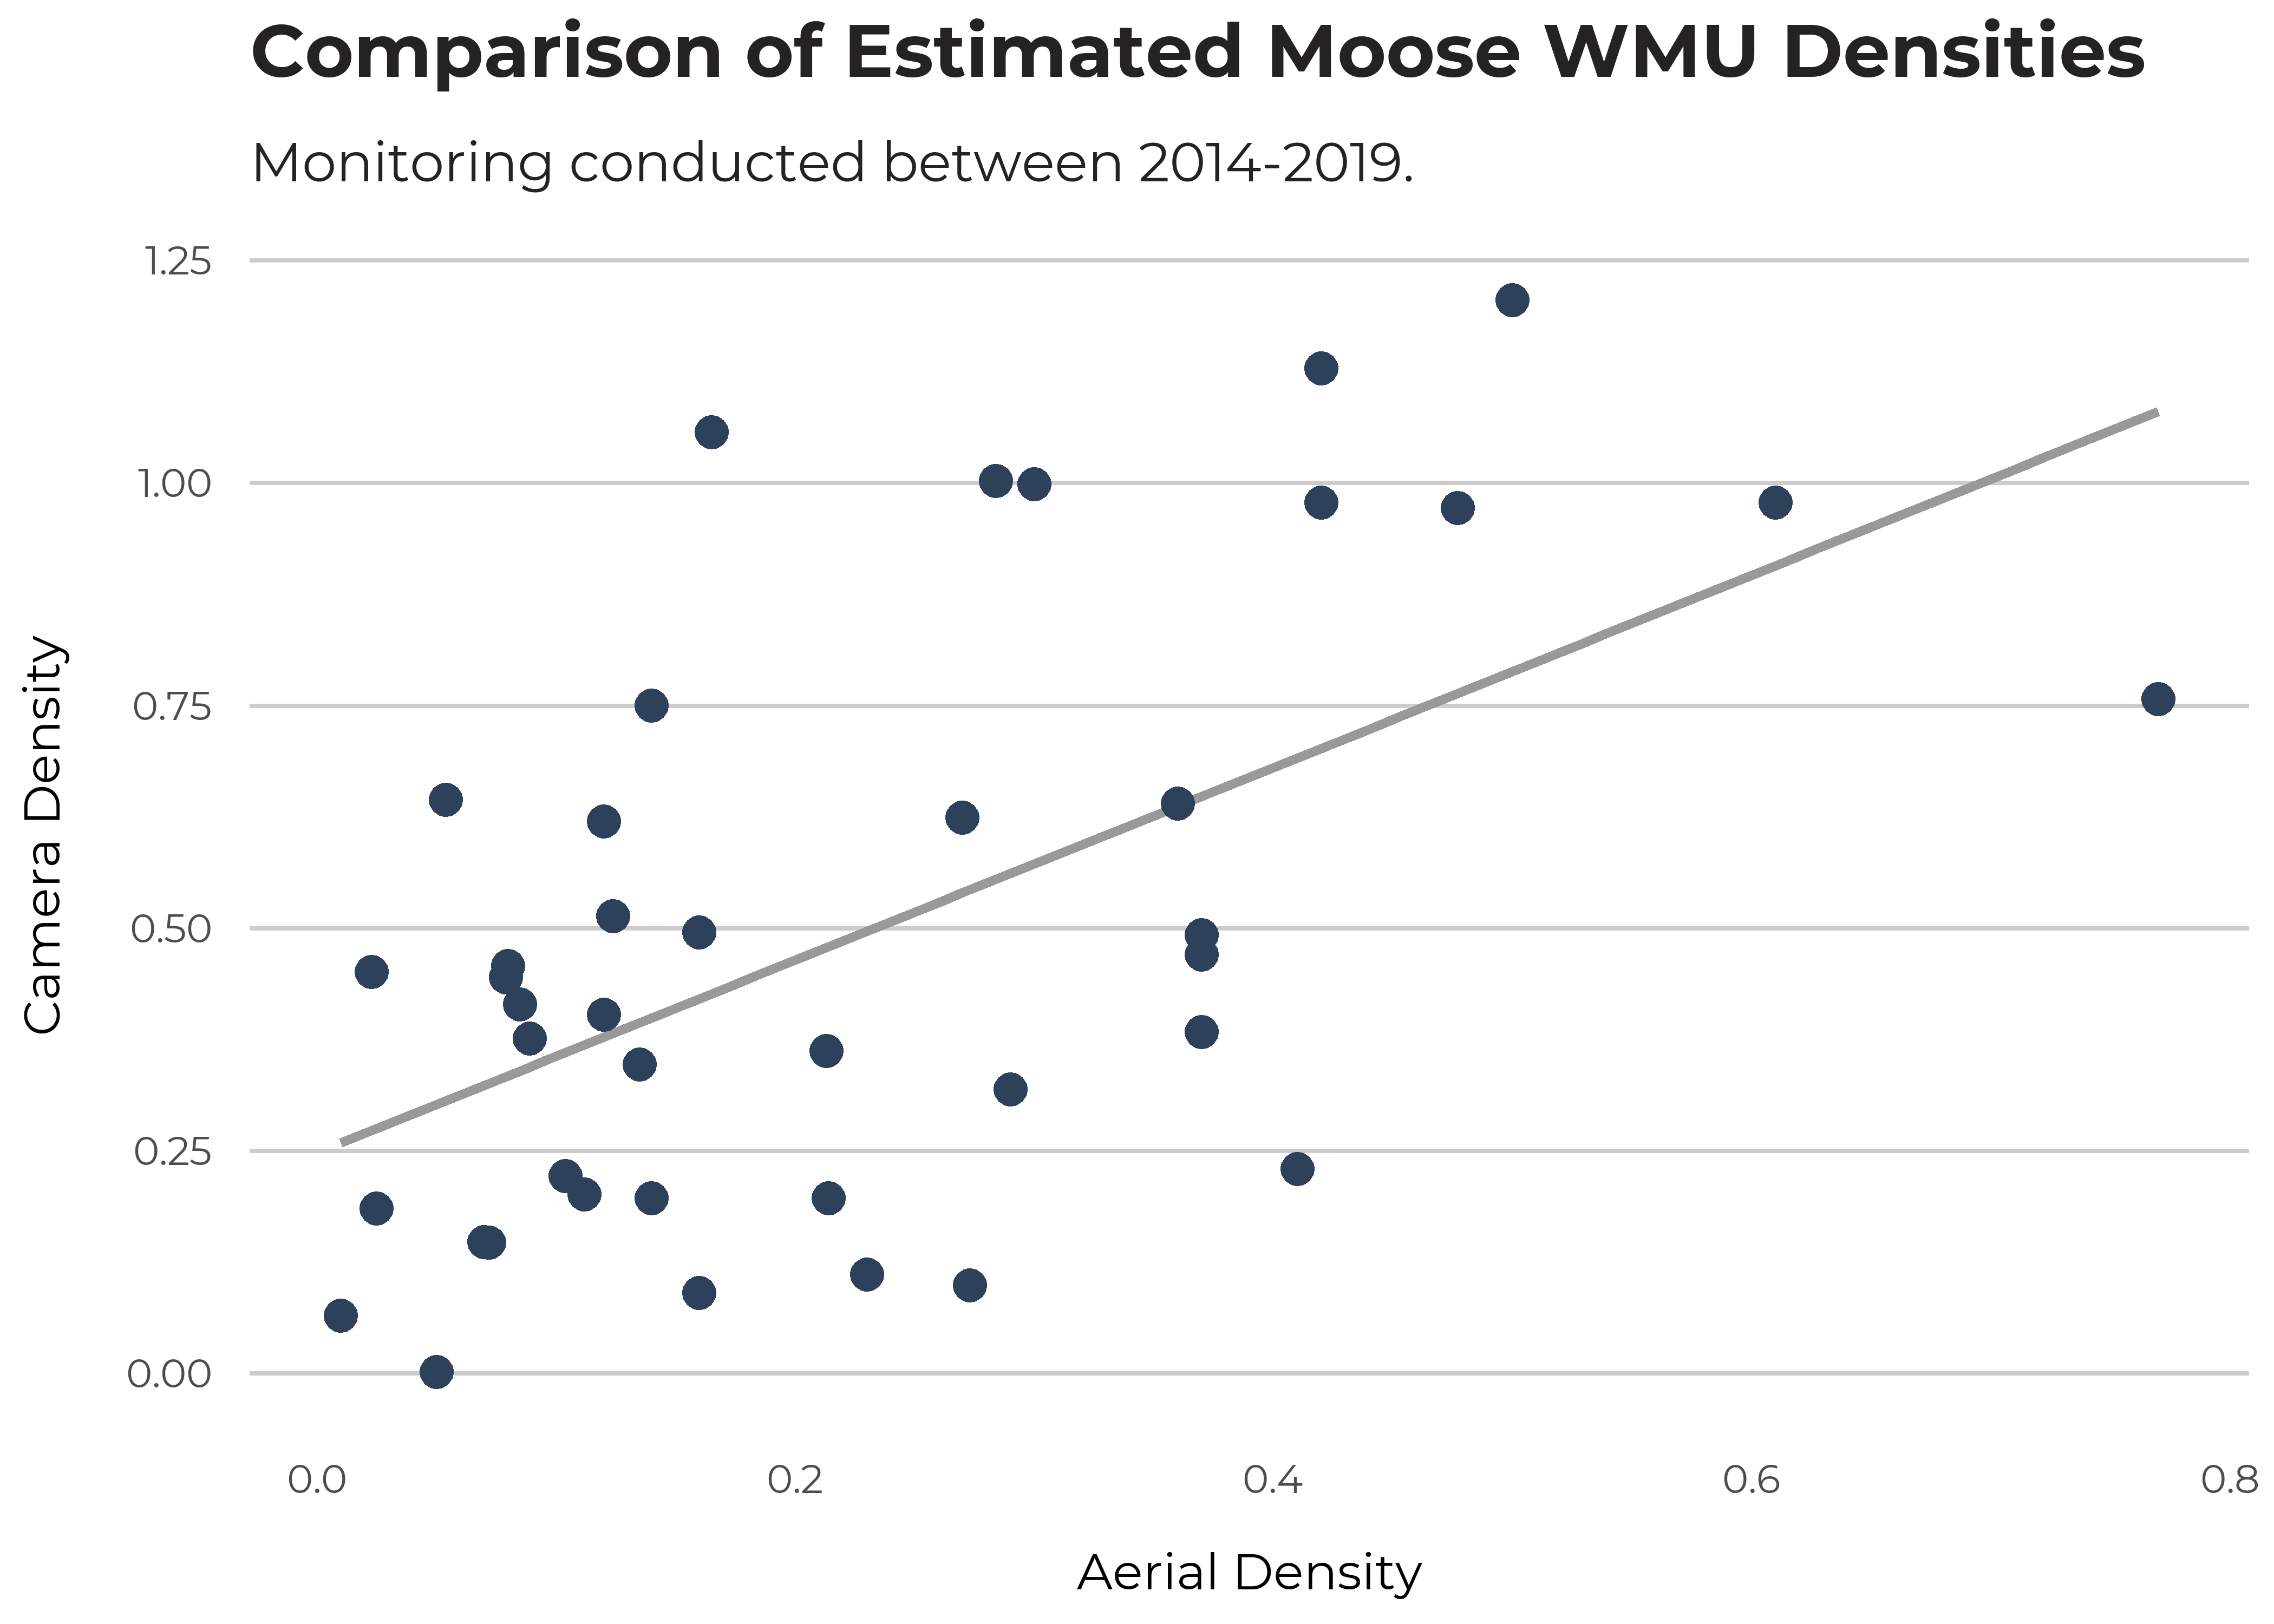 Comparison of Estimated Moose WMU Densities
Monitoring conducted between 2014-2019.
1.25
1.00
0.75
0.50
0.25
0.00
Camera Density
0.0 0.2 0.4 0.6 0.8
Aerial Density